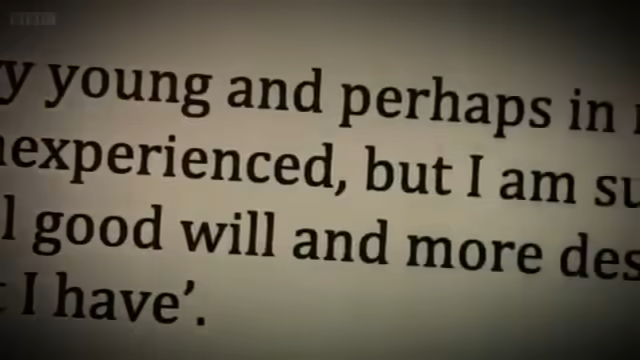 y young and perhaps in
nexperienced, but I am su
l good will and more des
t I have’.